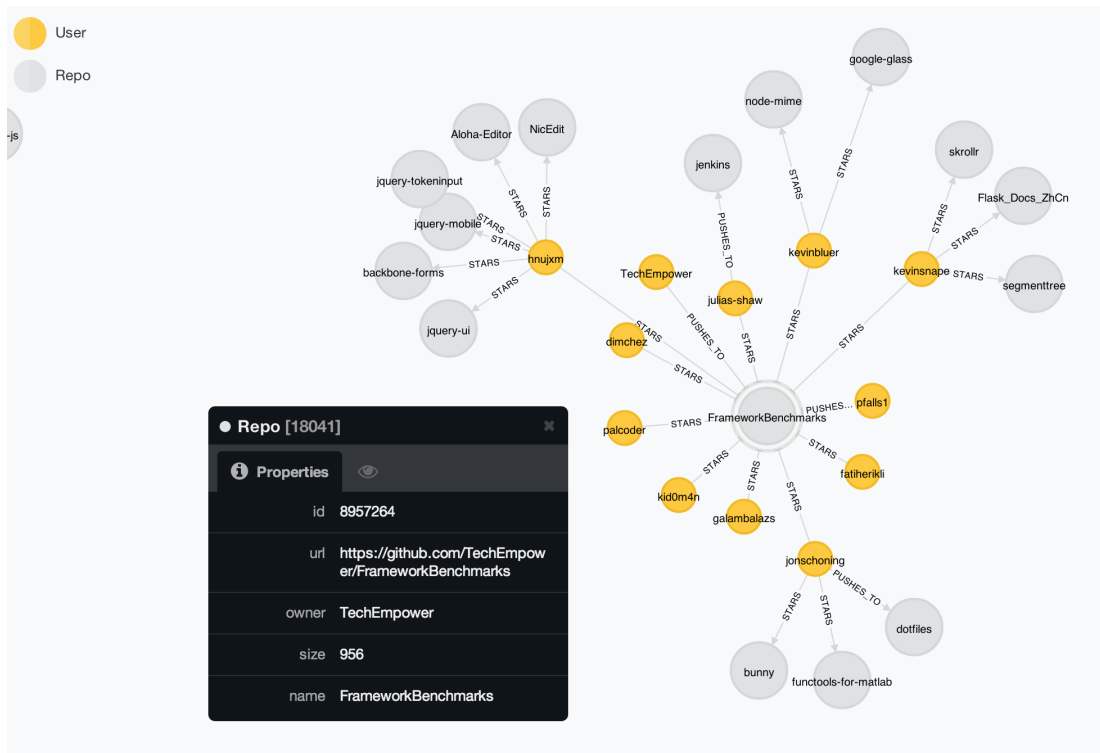 User
Repo
-js
google-glass
node-mime
Aloha-Editor
NicEdit
skrollr
jenkins
jquery-tokeninput
Flask_Docs_ZhCn
jquery-mobile
STARS
STARS
STARS
STARS
STARS
STARS
STARS
STARS
STARS
STARS
PUSHES_TO
kevinbluer
hnujxm
kevinsnape
STARS
segmenttree
backbone-forms
TechEmpower
julias-shaw
jquery-ui
dimchez
STARS
PUSHES_TO
STARS
STARS
STARS
STARS
FrameworkBenchmarks
PUSHES...
pfalls1
palcoder
STARS
STARS
fatiherikli
STARS
STARS
STARS
kid0m4n
galambalazs
jonschoning
PUSHES_TO
STARS
STARS
dotfiles
bunny
functools-for-matlab
Repo [18041]
Properties
id 8957264
url https://github.com/TechEmpow
er/FrameworkBenchmarks
owner TechEmpower
size 956
name FrameworkBenchmarks